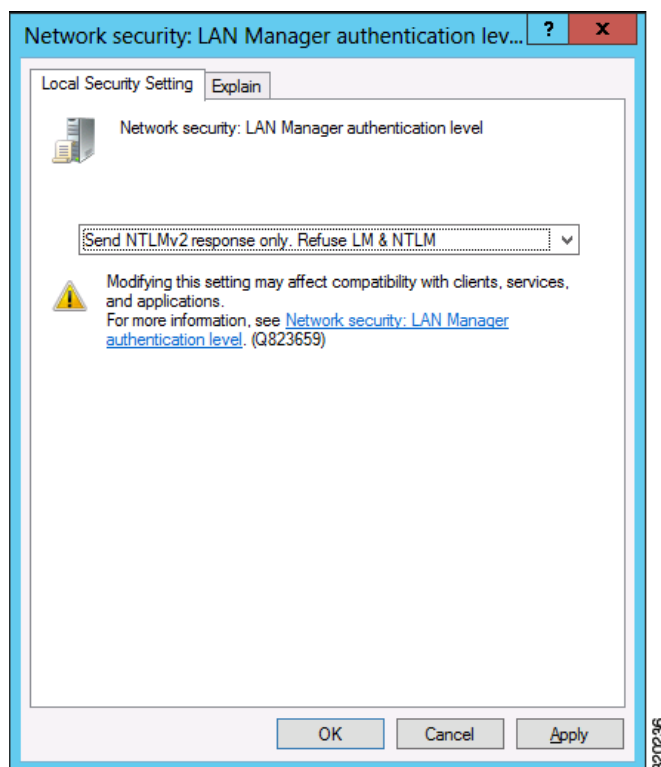 Network security: LAN Manager authentication lev...
?
x
Local Security Setting
Explain
Network security: LAN Manager authentication level
Send NTLMv2 response only. Refuse LM & NTLM
Modifying this setting may affect compatibility with clients, services,
and applications.
For more information, see Network security: LAN Manager
authentication level. (Q823659)
OK
Cancel
Apply